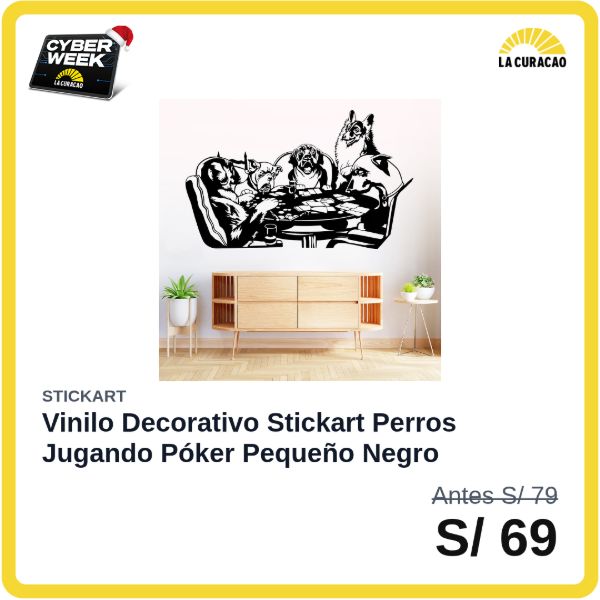 CYBER
WEEK
LA CURACAO
LA CURACAO
STICKART
Vinilo Decorativo Stickart Perros
Jugando Póker Pequeño Negro
Antes S/ 79
S/ 69